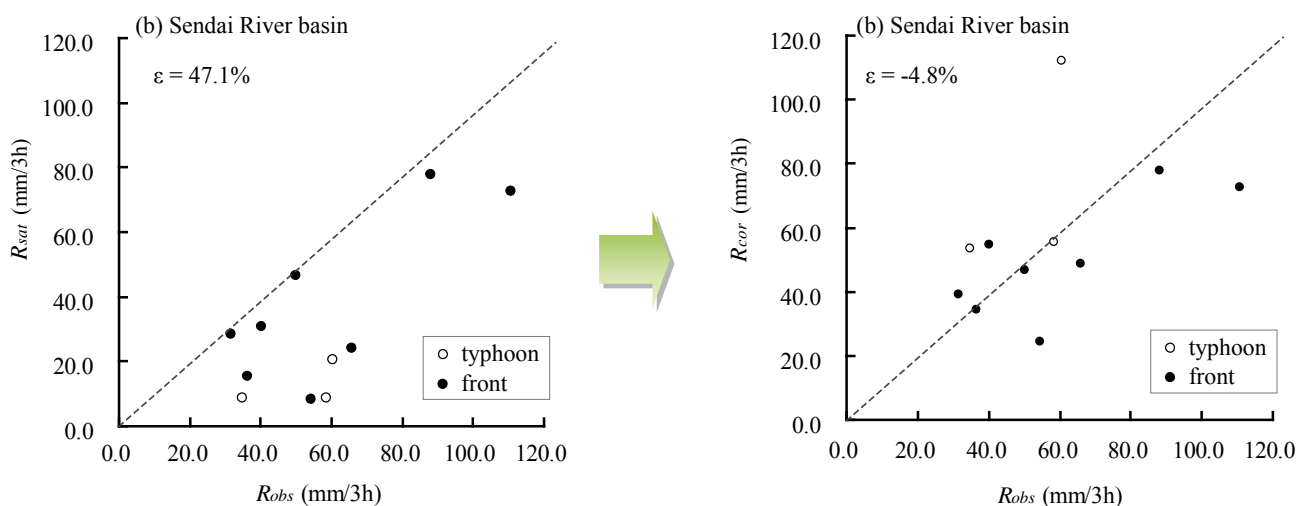 (b) Sendai River basin
ε = 47.1%
120.0
100.0
80.0
60.0
40.0
20.0
0.0
Rsat (mm/3h)
typhoon
front
0.0 20.0 40.0 60.0 80.0 100.0 120.0
Robs (mm/3h)
(b) Sendai River basin
ε = -4.8%
120.0
100.0
80.0
60.0
40.0
20.0
0.0
Rcor (mm/3h)
typhoon
front
0.0 20.0 40.0 60.0 80.0 100.0 120.0
Robs (mm/3h)